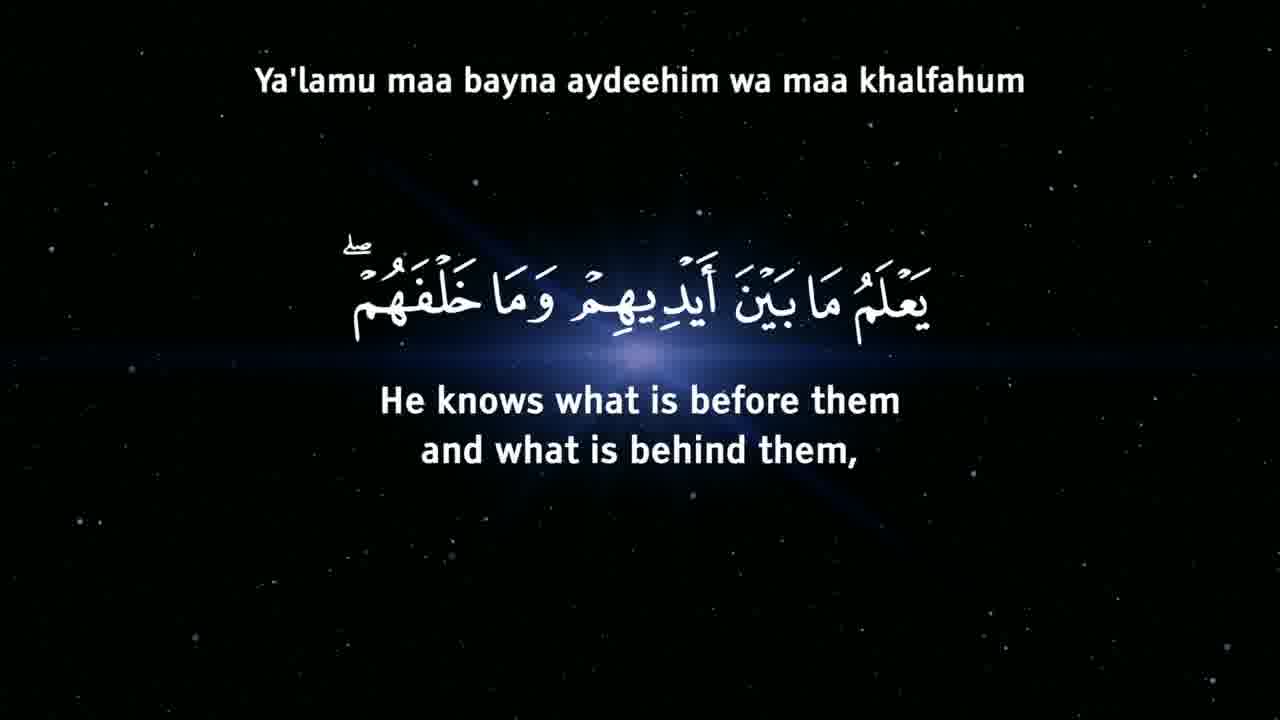 Ya'lamu maa bayna aydeehim wa maa khalfahum
يَعْلَمُ مَا بَيْنَ أَيْدِيهِمْ وَمَا خَلْفَهُمْ ۖ
He knows what is before them
and what is behind them,